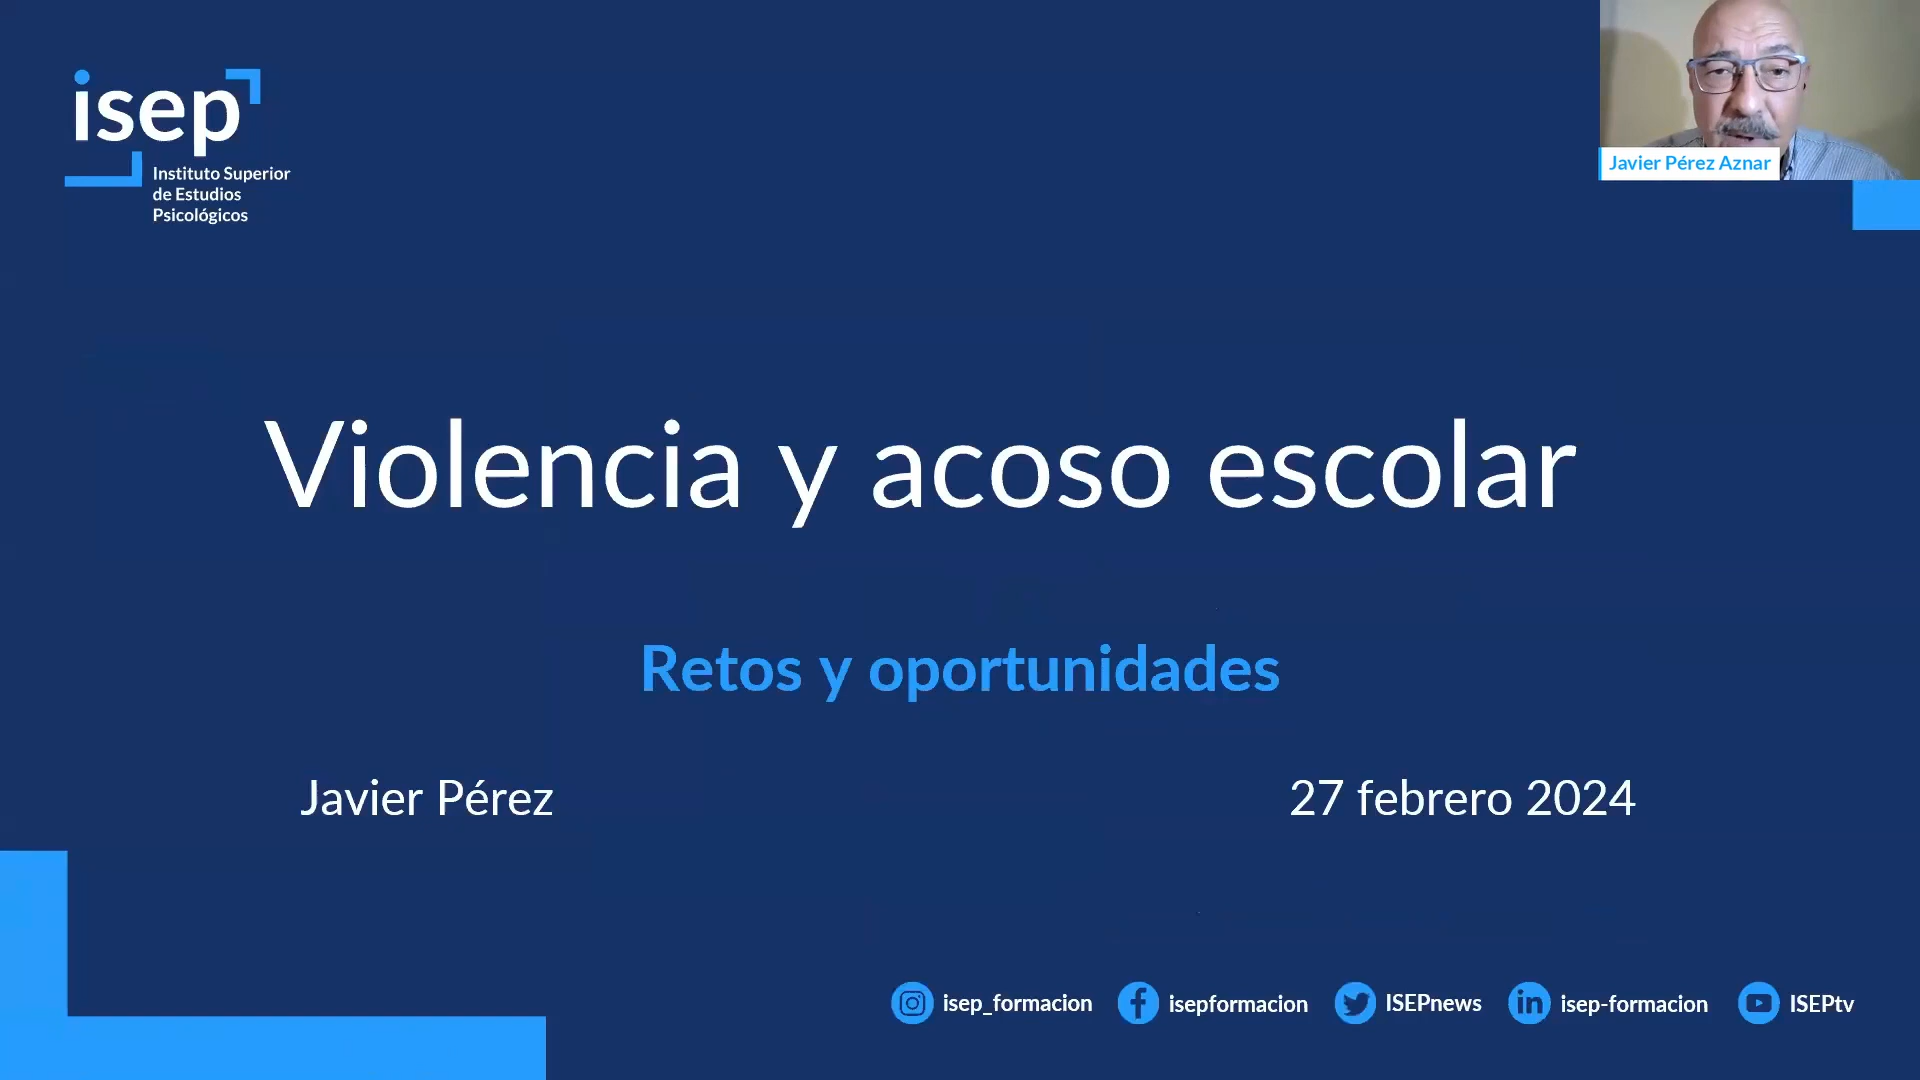 isep
Instituto Superior
de Estudios
Psicológicos
Javier Pérez Aznar
Violencia y acoso escolar
Retos y oportunidades
Javier Pérez
27 febrero 2024
isep_formacion
isepformacion
ISEPnews
isep-formacion
ISEPtv